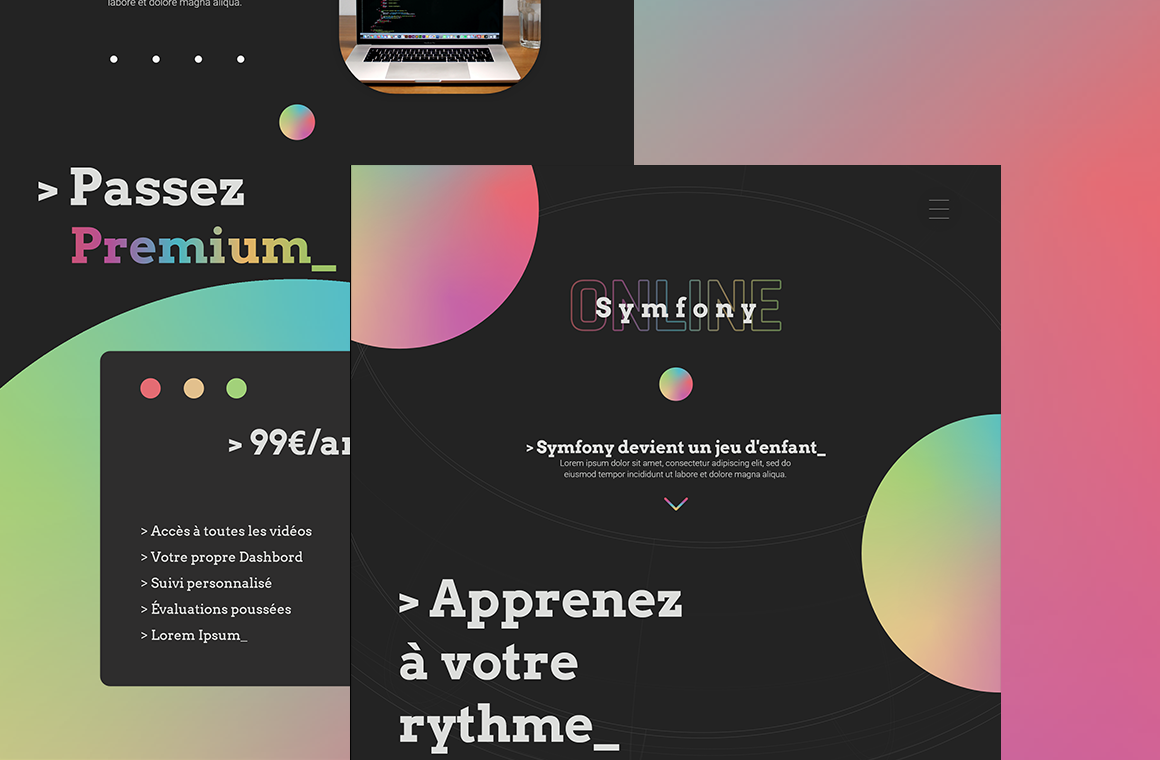 labore et dolore magna aliqua.
> Passez
Premium_
> 99€/an
> Accès à toutes les vidéos
> Votre propre Dashbord
> Suivi personnalisé
> Évaluations poussées
> Lorem Ipsum_
ONLINE
Symfony
> Symfony devient un jeu d'enfant_
Lorem ipsum dolor sit amet, consectetur adipiscing elit, sed do
eiusmod tempor incididunt ut labore et dolore magna aliqua.
> Apprenez
à votre
rythme_